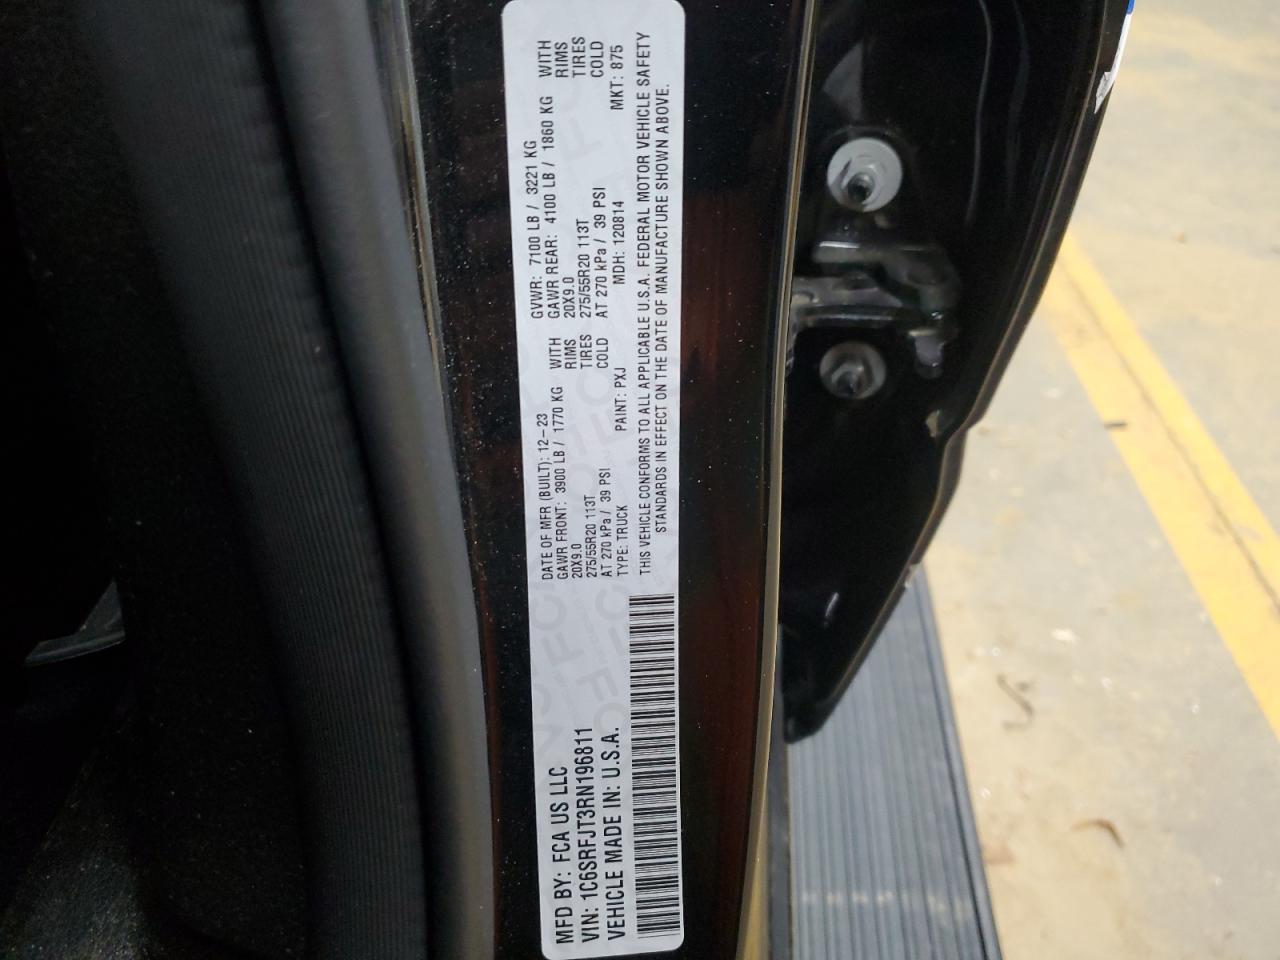 MFD BY: FCA US LLC
VIN: 1C6SRFJT3RN196811
VEHICLE MADE IN: U.S.A.
DATE OF MFR (BUILT): 12-23 GVWR: 7100 LB / 3221 KG
GAWR FRONT: 3900 LB / 1770 KG WITH GAWR REAR: 4100 LB / 1860 KG WITH
20X9.0 RIMS 20X9.0 RIMS
275/55R20 113T TIRES 275/55R20 113T TIRES
AT 270 kPa / 39 PSI COLD AT 270 kPa / 39 PSI COLD
TYPE: TRUCK PAINT: PXJ MDH: 120814 MKT: 875
THIS VEHICLE CONFORMS TO ALL APPLICABLE U.S.A. FEDERAL MOTOR VEHICLE SAFETY
STANDARDS IN EFFECT ON THE DATE OF MANUFACTURE SHOWN ABOVE.